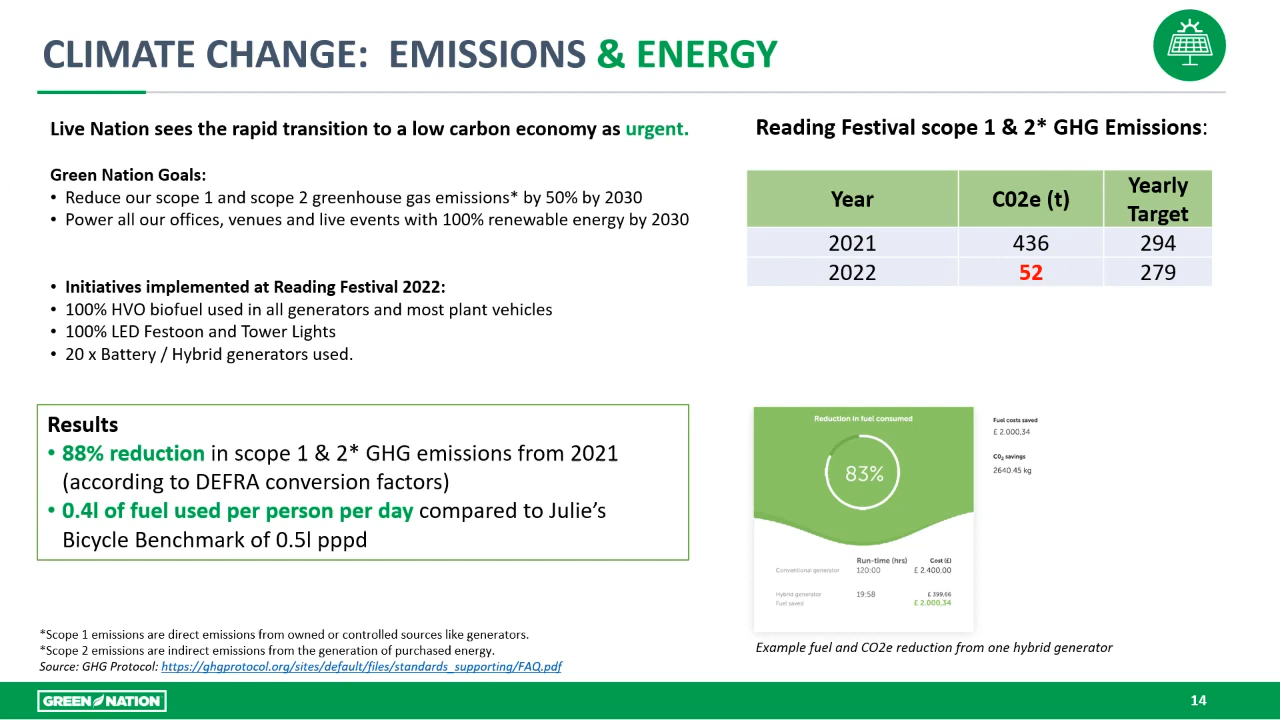 CLIMATE CHANGE: EMISSIONS & ENERGY
Live Nation sees the rapid transition to a low carbon economy as urgent.
Green Nation Goals:
• Reduce our scope 1 and scope 2 greenhouse gas emissions* by 50% by 2030
• Power all our offices, venues and live events with 100% renewable energy by 2030
• Initiatives implemented at Reading Festival 2022:
• 100% HVO biofuel used in all generators and most plant vehicles
• 100% LED Festoon and Tower Lights
• 20 x Battery / Hybrid generators used.
Results
• 88% reduction in scope 1 & 2* GHG emissions from 2021
(according to DEFRA conversion factors)
• 0.4l of fuel used per person per day compared to Julie's
Bicycle Benchmark of 0.5l pppd
*Scope 1 emissions are direct emissions from owned or controlled sources like generators.
*Scope 2 emissions are indirect emissions from the generation of purchased energy.
Source: GHG Protocol: https://ghgprotocol.org/sites/default/files/standards_supporting/FAQ.pdf
Reading Festival scope 1 & 2* GHG Emissions:
Year C02e (t) Yearly Target
2021 436 294
2022 52 279
Reduction in fuel consumed
83%
Run-time (hrs) Cost (£)
Conventional generator 120:00 £ 2.400,00
Hybrid generator 19:58 £ 399,66
Fuel saved £ 2.000,34
Fuel costs saved
£ 2.000,34
C0₂ savings
2640.45 kg
Example fuel and CO2e reduction from one hybrid generator
GREEN NATION
14